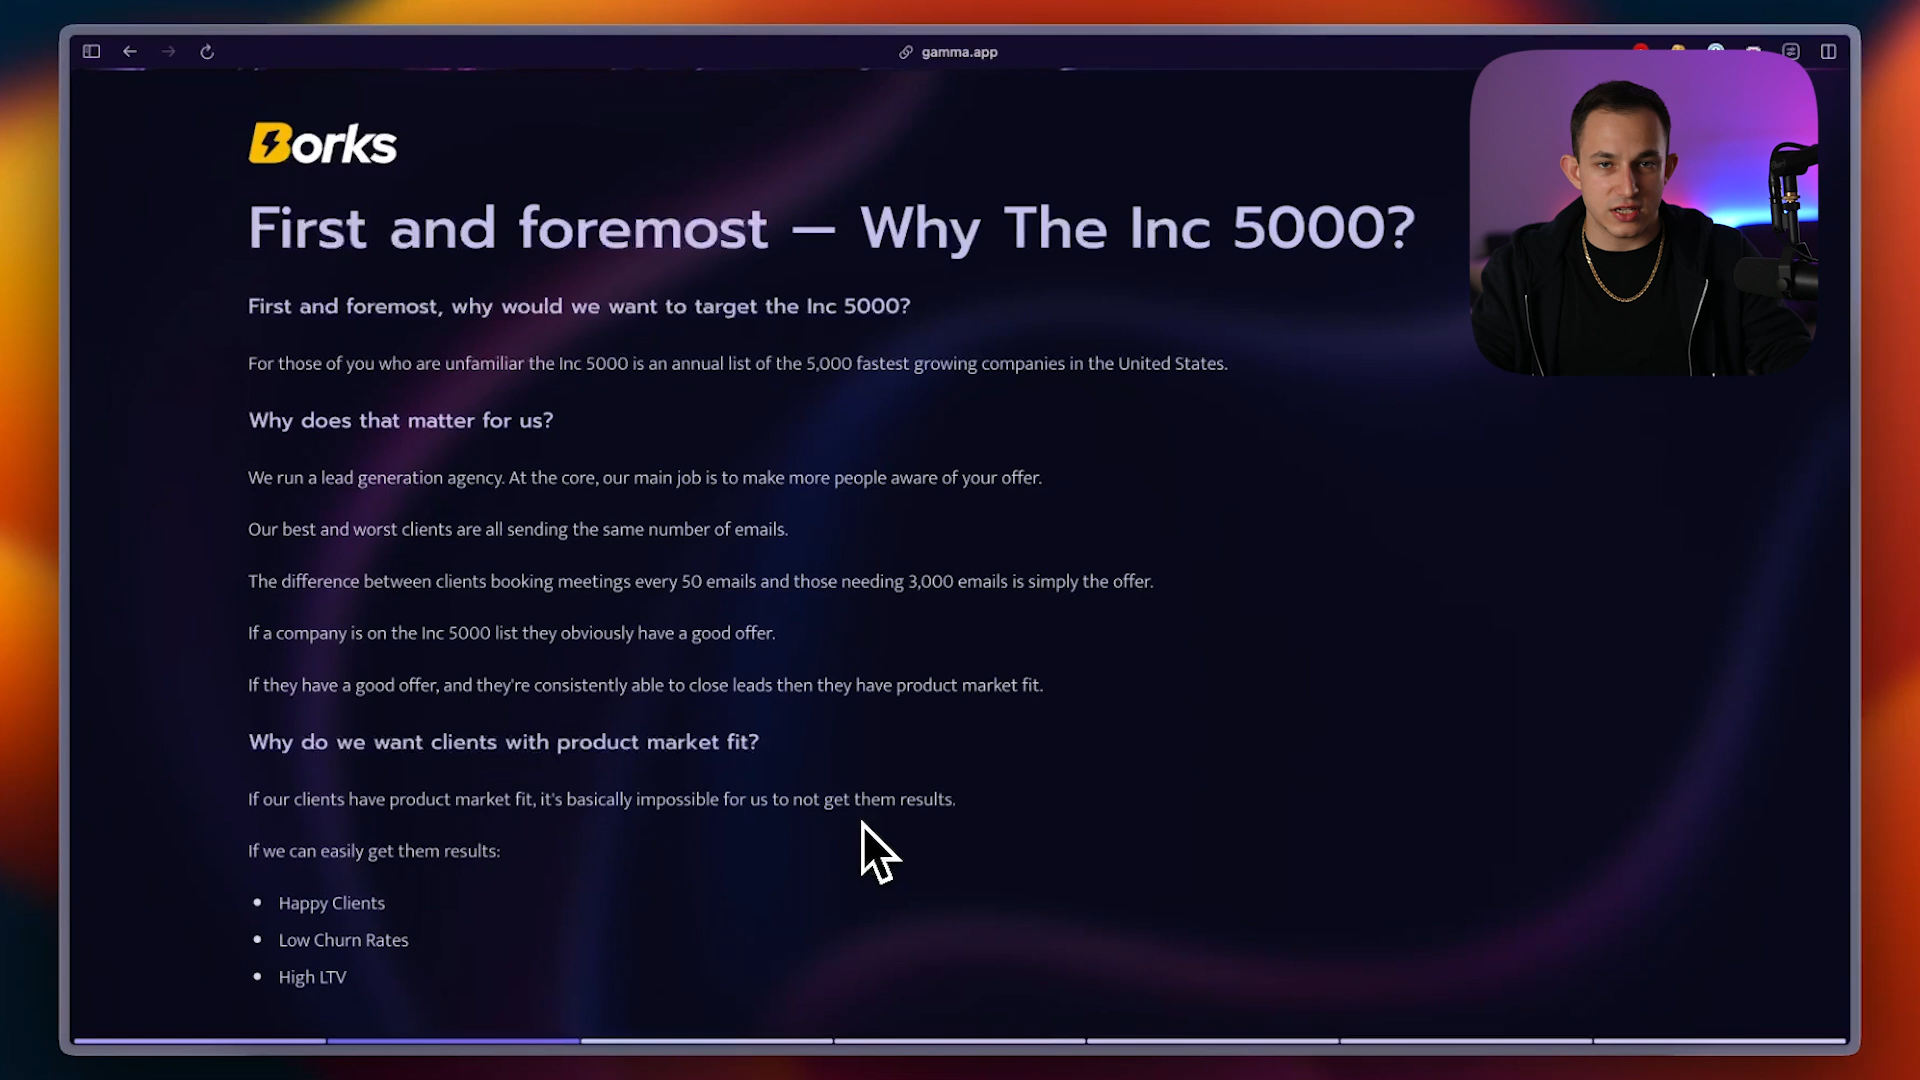 gamma.app
Borks
First and foremost — Why The Inc 5000?
First and foremost, why would we want to target the Inc 5000?
For those of you who are unfamiliar the Inc 5000 is an annual list of the 5,000 fastest growing companies in the United States.
Why does that matter for us?
We run a lead generation agency. At the core, our main job is to make more people aware of your offer.
Our best and worst clients are all sending the same number of emails.
The difference between clients booking meetings every 50 emails and those needing 3,000 emails is simply the offer.
If a company is on the Inc 5000 list they obviously have a good offer.
If they have a good offer, and they're consistently able to close leads then they have product market fit.
Why do we want clients with product market fit?
If our clients have product market fit, it's basically impossible for us to not get them results.
If we can easily get them results:
• Happy Clients
• Low Churn Rates
• High LTV